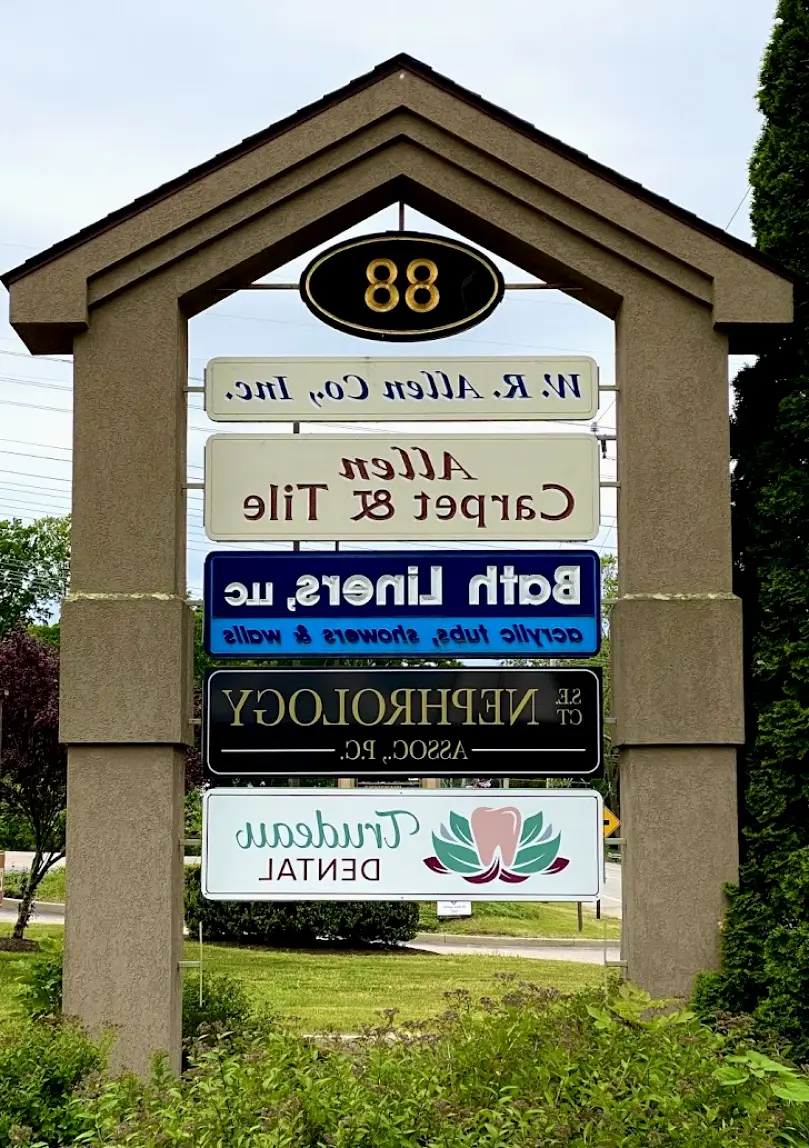 88
W. R. Allen Co., Inc.
Allen
Carpet & Tile
Bath Liners, LLC
acrylic tubs, showers & walls
S.E. CT NEPHROLOGY
ASSOC., P.C.
Trudeau
DENTAL